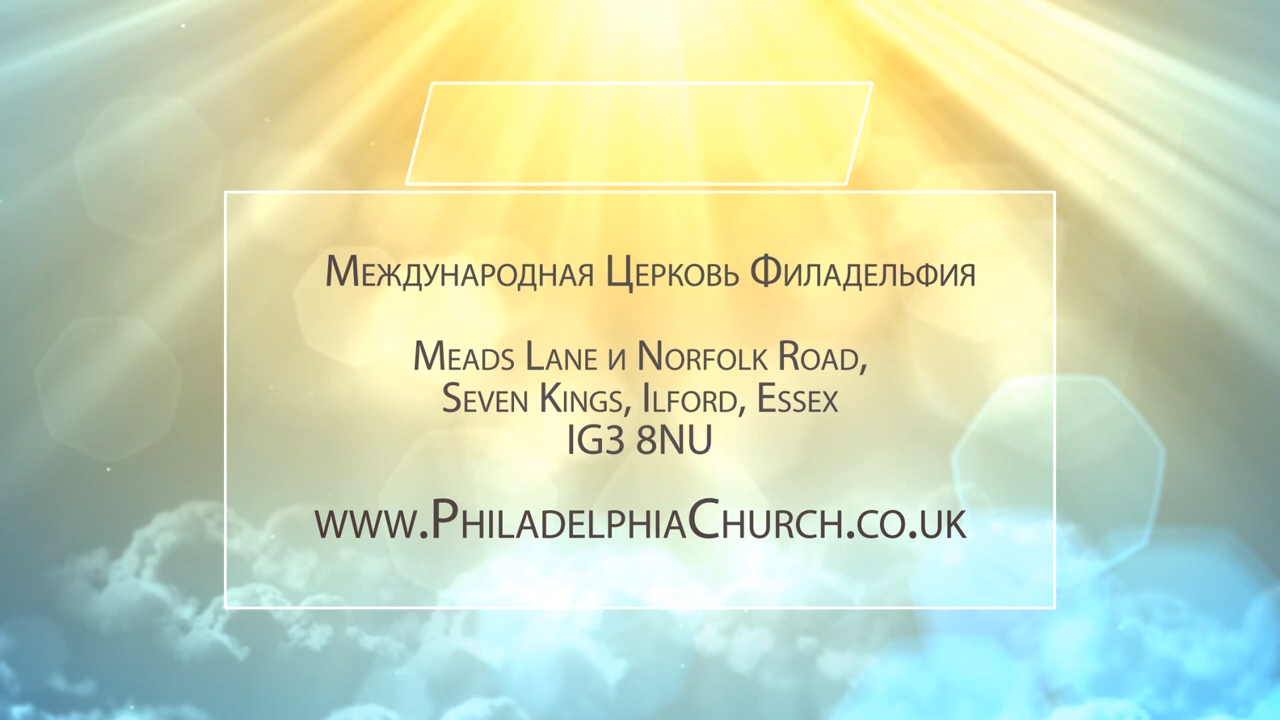 Международная Церковь Филадельфия
Meads Lane и Norfolk Road,
Seven Kings, Ilford, Essex
IG3 8NU
www.PhiladelphiaChurch.co.uk